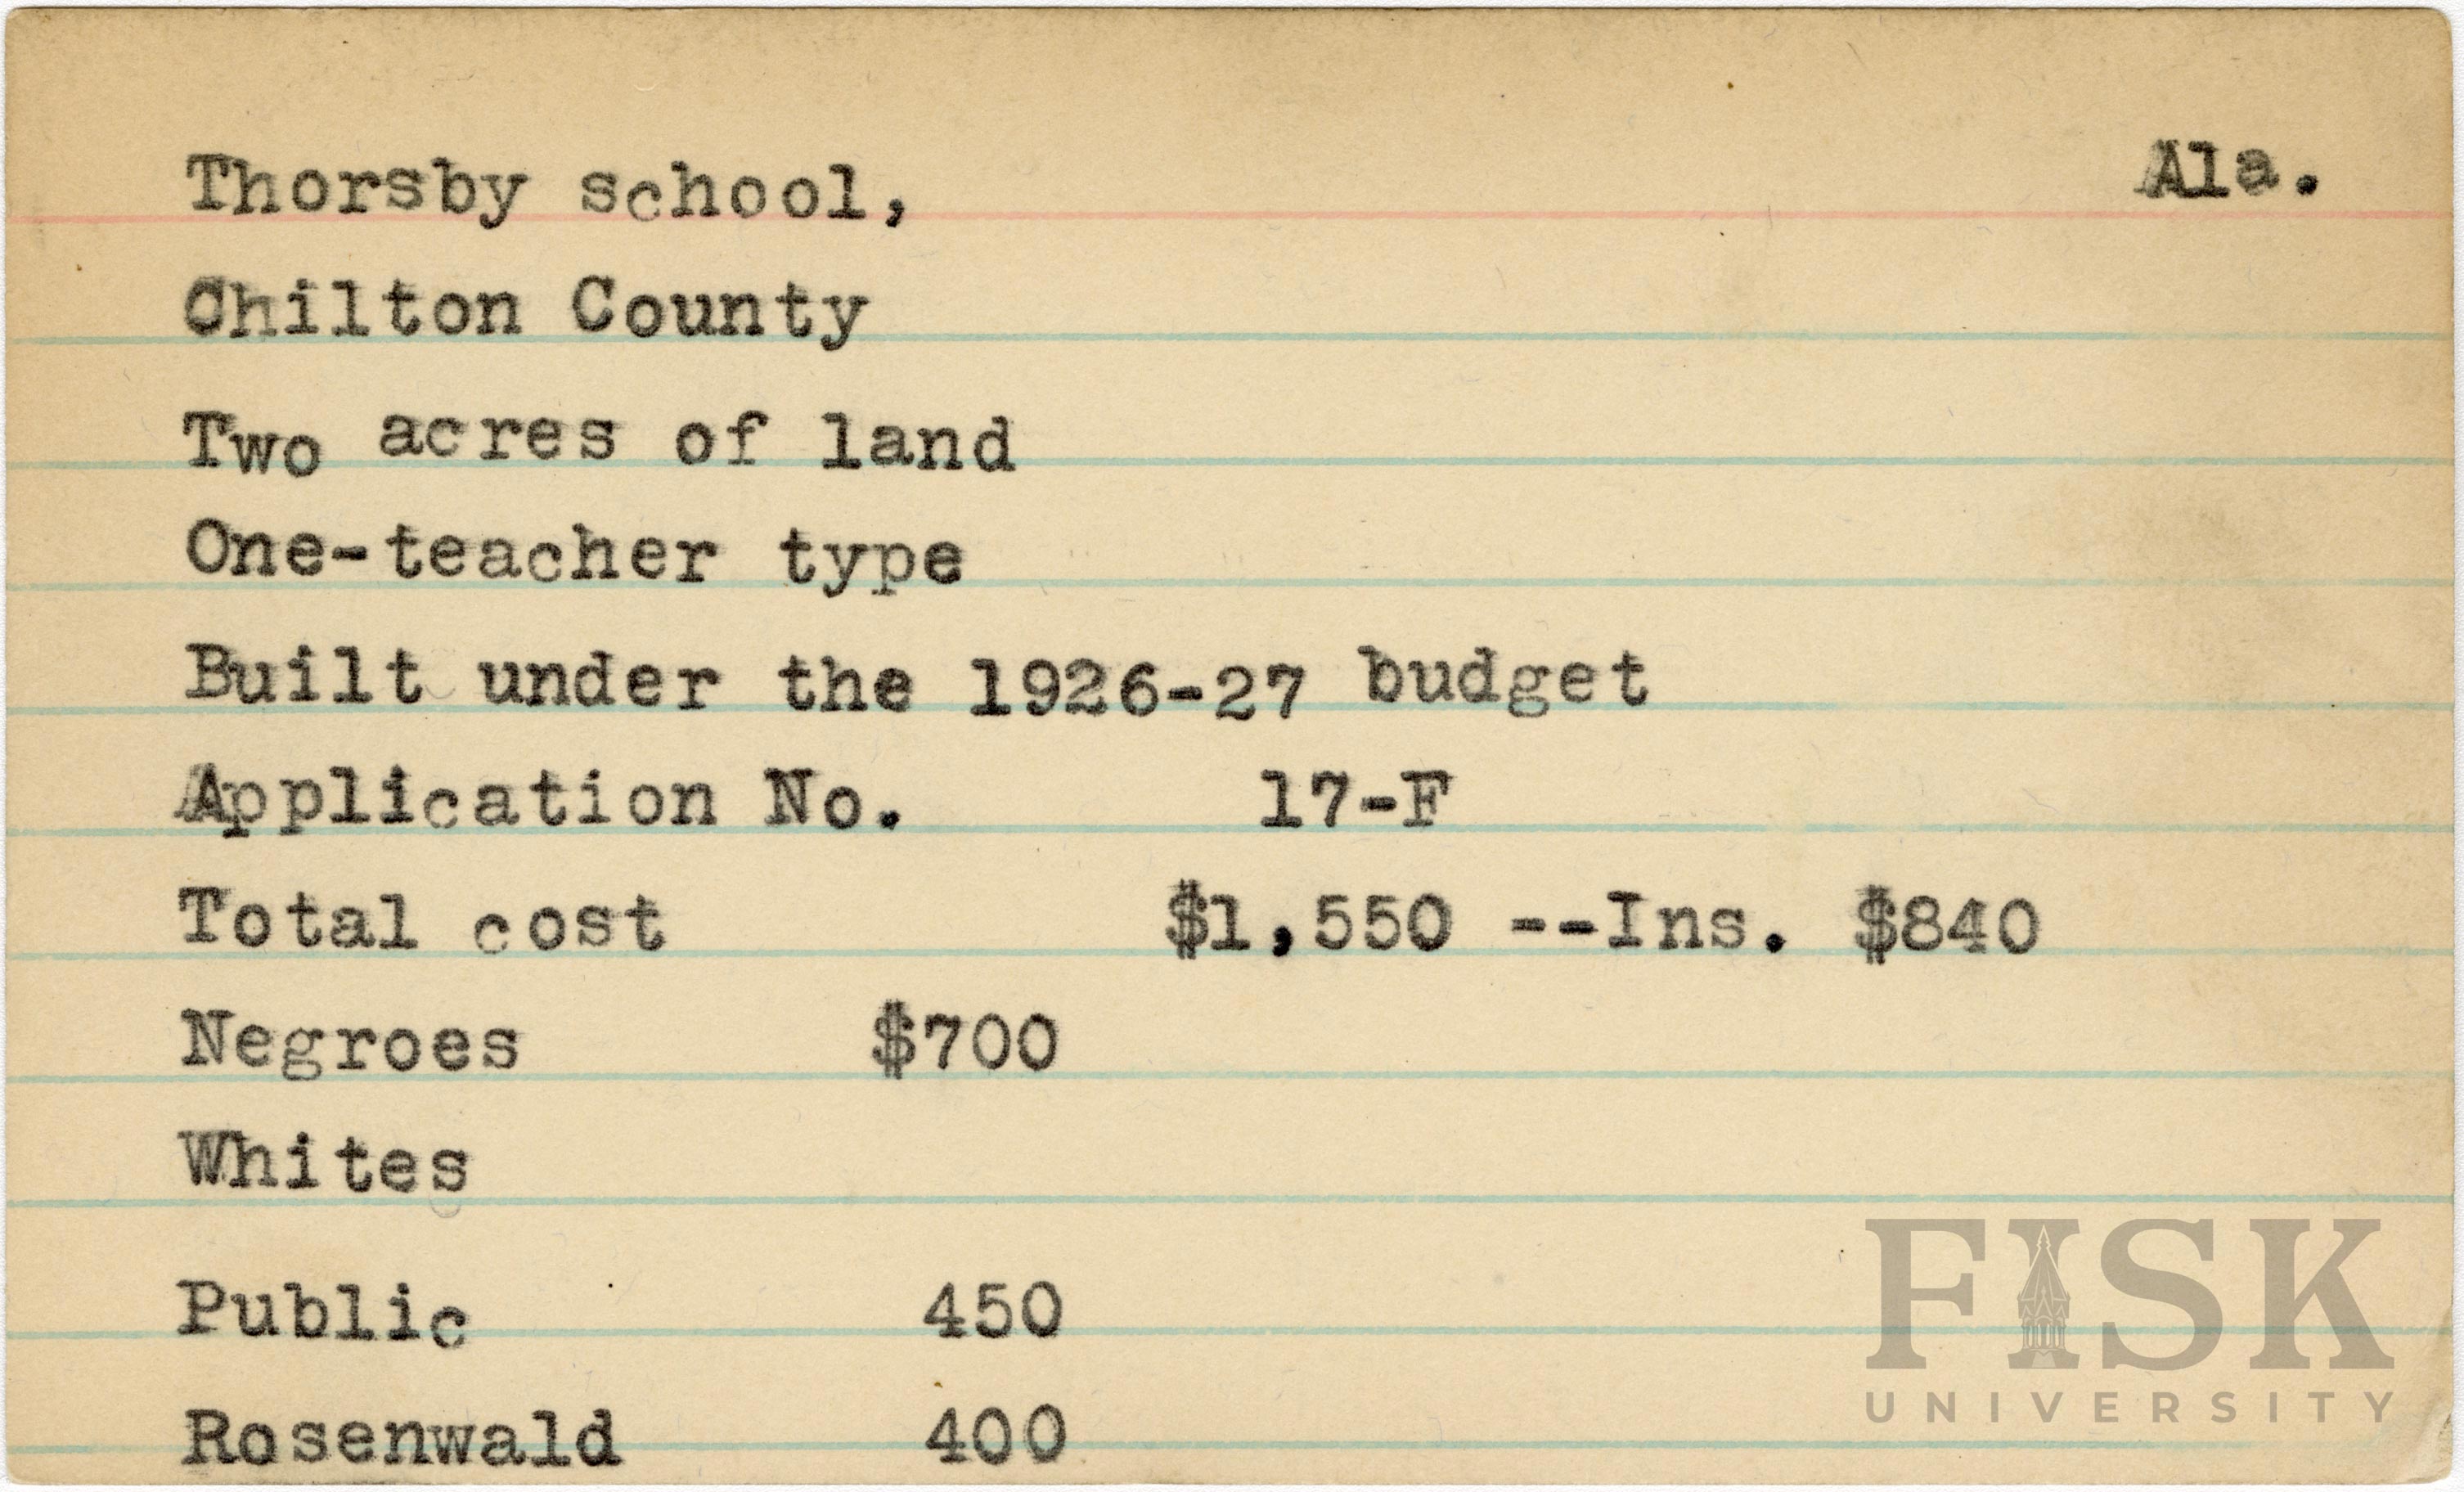 Thorsby school, Ala.
Chilton County
Two acres of land
One-teacher type
Built under the 1926-27 budget
Application No. 17-F
Total cost $1,550 --Ins. $840
Negroes $700
Whites
Public 450
Rosenwald 400
FISK
UNIVERSITY